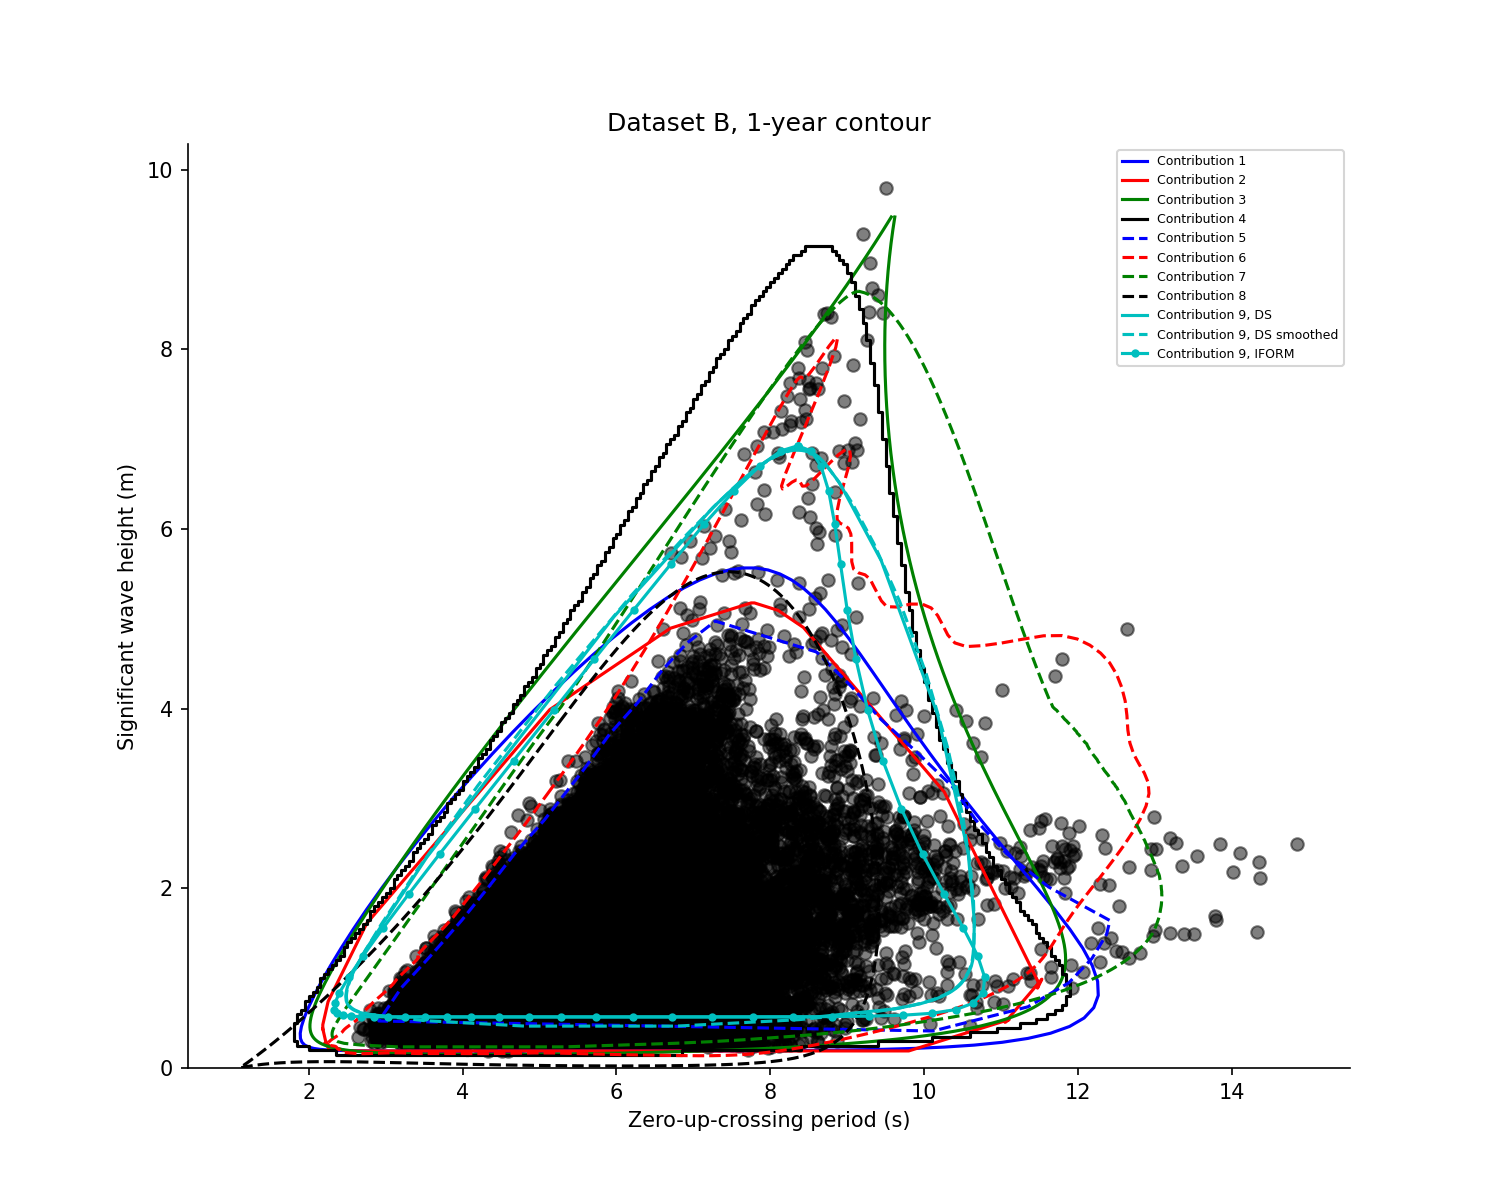 Dataset B, 1-year contour
Contribution 1
Contribution 2
Contribution 3
Contribution 4
Contribution 5
Contribution 6
Contribution 7
Contribution 8
Contribution 9, DS
Contribution 9, DS smoothed
Contribution 9, IFORM
Significant wave height (m)
10
8
6
4
2
0
2 4 6 8 10 12 14
Zero-up-crossing period (s)